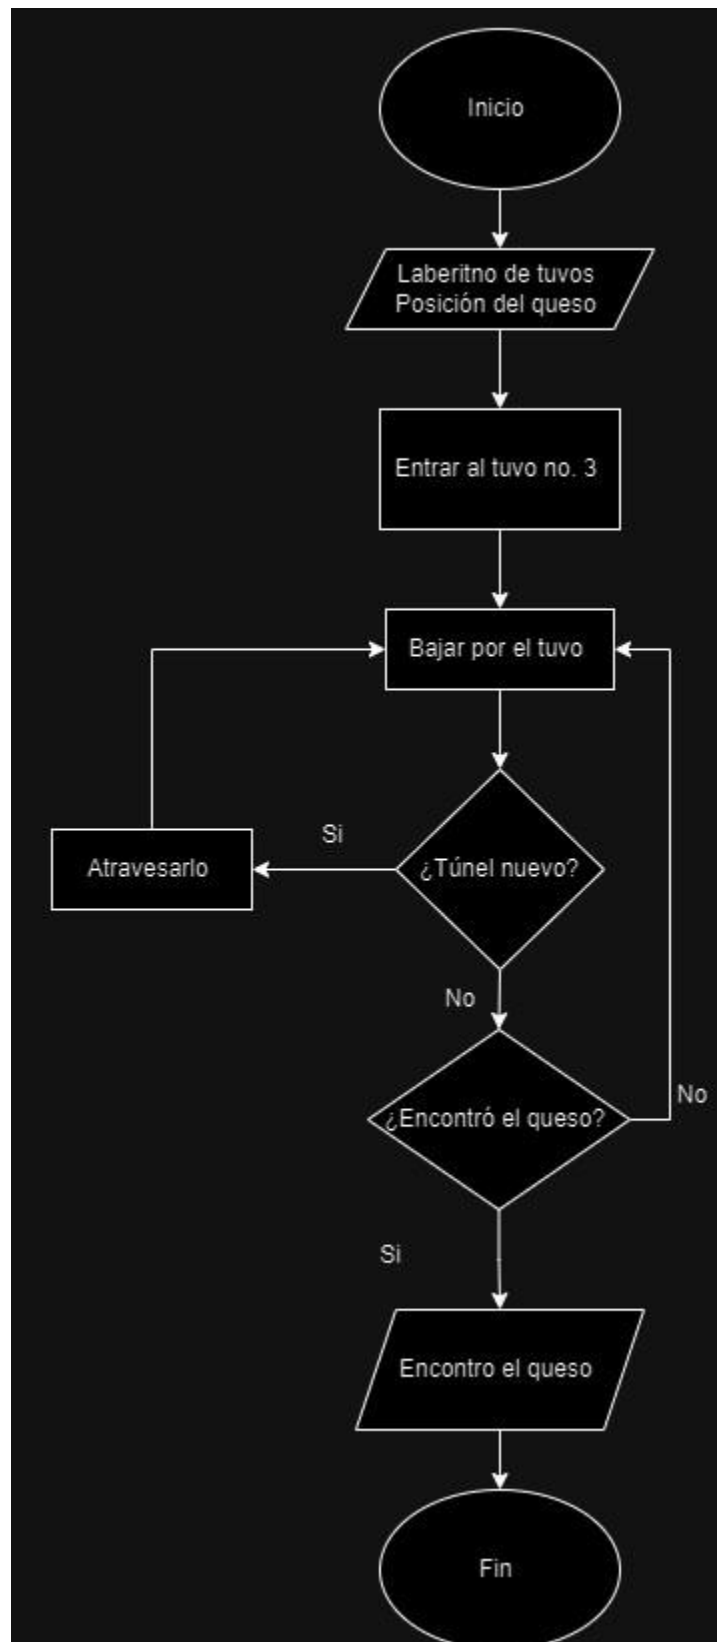 Inicio
Laberitno de tuvos
Posición del queso
Entrar al tuvo no. 3
Bajar por el tuvo
Si
Atravesarlo
¿Túnel nuevo?
No
¿Encontró el queso?
No
Si
Encontro el queso
Fin